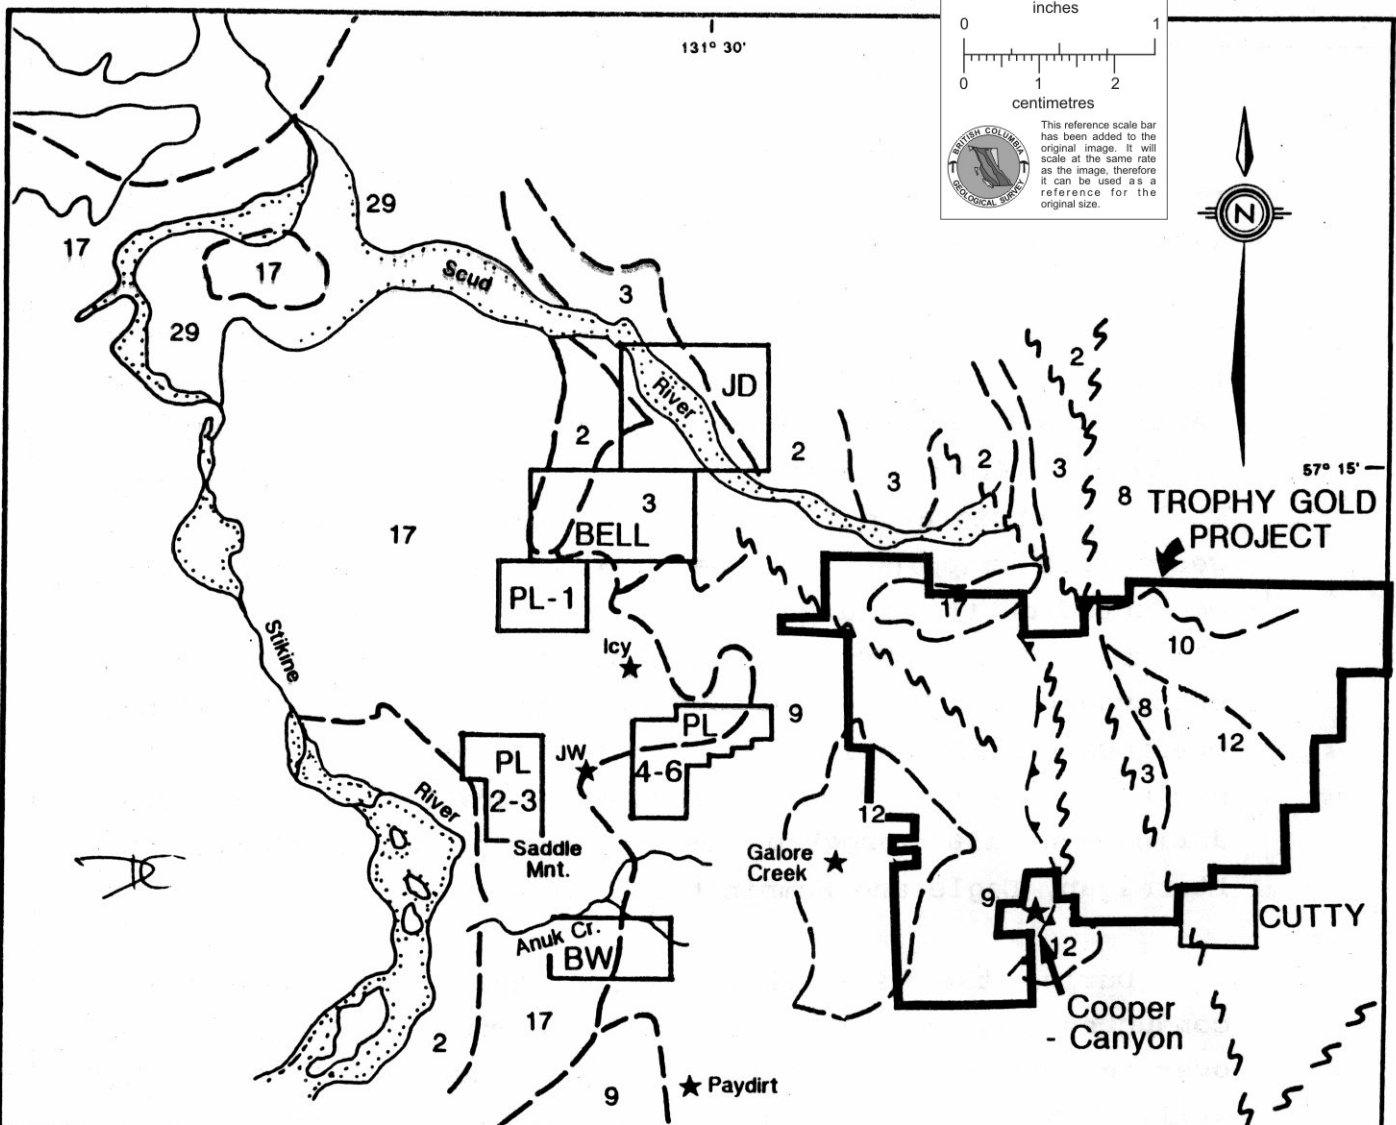 inches
0 1
131° 30'
0 1 2
centimetres
BRITISH COLUMBIA
GEOLOGICAL SURVEY
This reference scale bar
has been added to the
original image. It will
scale at the same rate
as the image, therefore
it can be used as a
reference for the
original size.
N
29
17
17
Scud
3
29
2
JD
River
2
2
57° 15'
2
3
3
3
8
TROPHY GOLD
PROJECT
17
BELL
PL-1
17
10
Stikine
Icy
PL
9
8
12
JW
PL
4-6
2-3
3
River
12
Saddle
Mnt.
Galore
Creek
9
CUTTY
Anuk Cr.
12
BW
Cooper
- Canyon
17
2
Paydirt
9